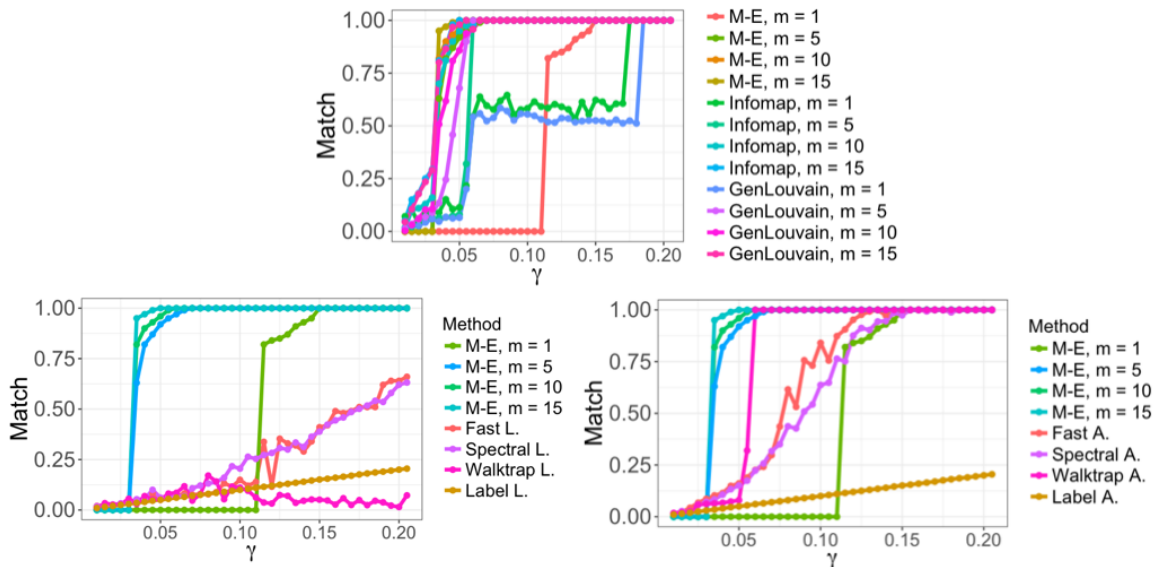 1.00
0.75
0.50
0.25
0.00
Match
0.05
0.10
0.15
0.20
γ
M-E, m = 1
M-E, m = 5
M-E, m = 10
M-E, m = 15
Infomap, m = 1
Infomap, m = 5
Infomap, m = 10
Infomap, m = 15
GenLouvain, m = 1
GenLouvain, m = 5
GenLouvain, m = 10
GenLouvain, m = 15
1.00
0.75
0.50
0.25
0.00
Match
0.05
0.10
0.15
0.20
γ
Method
M-E, m = 1
M-E, m = 5
M-E, m = 10
M-E, m = 15
Fast L.
Spectral L.
Walktrap L.
Label L.
1.00
0.75
0.50
0.25
0.00
Match
0.05
0.10
0.15
0.20
γ
Method
M-E, m = 1
M-E, m = 5
M-E, m = 10
M-E, m = 15
Fast A.
Spectral A.
Walktrap A.
Label A.